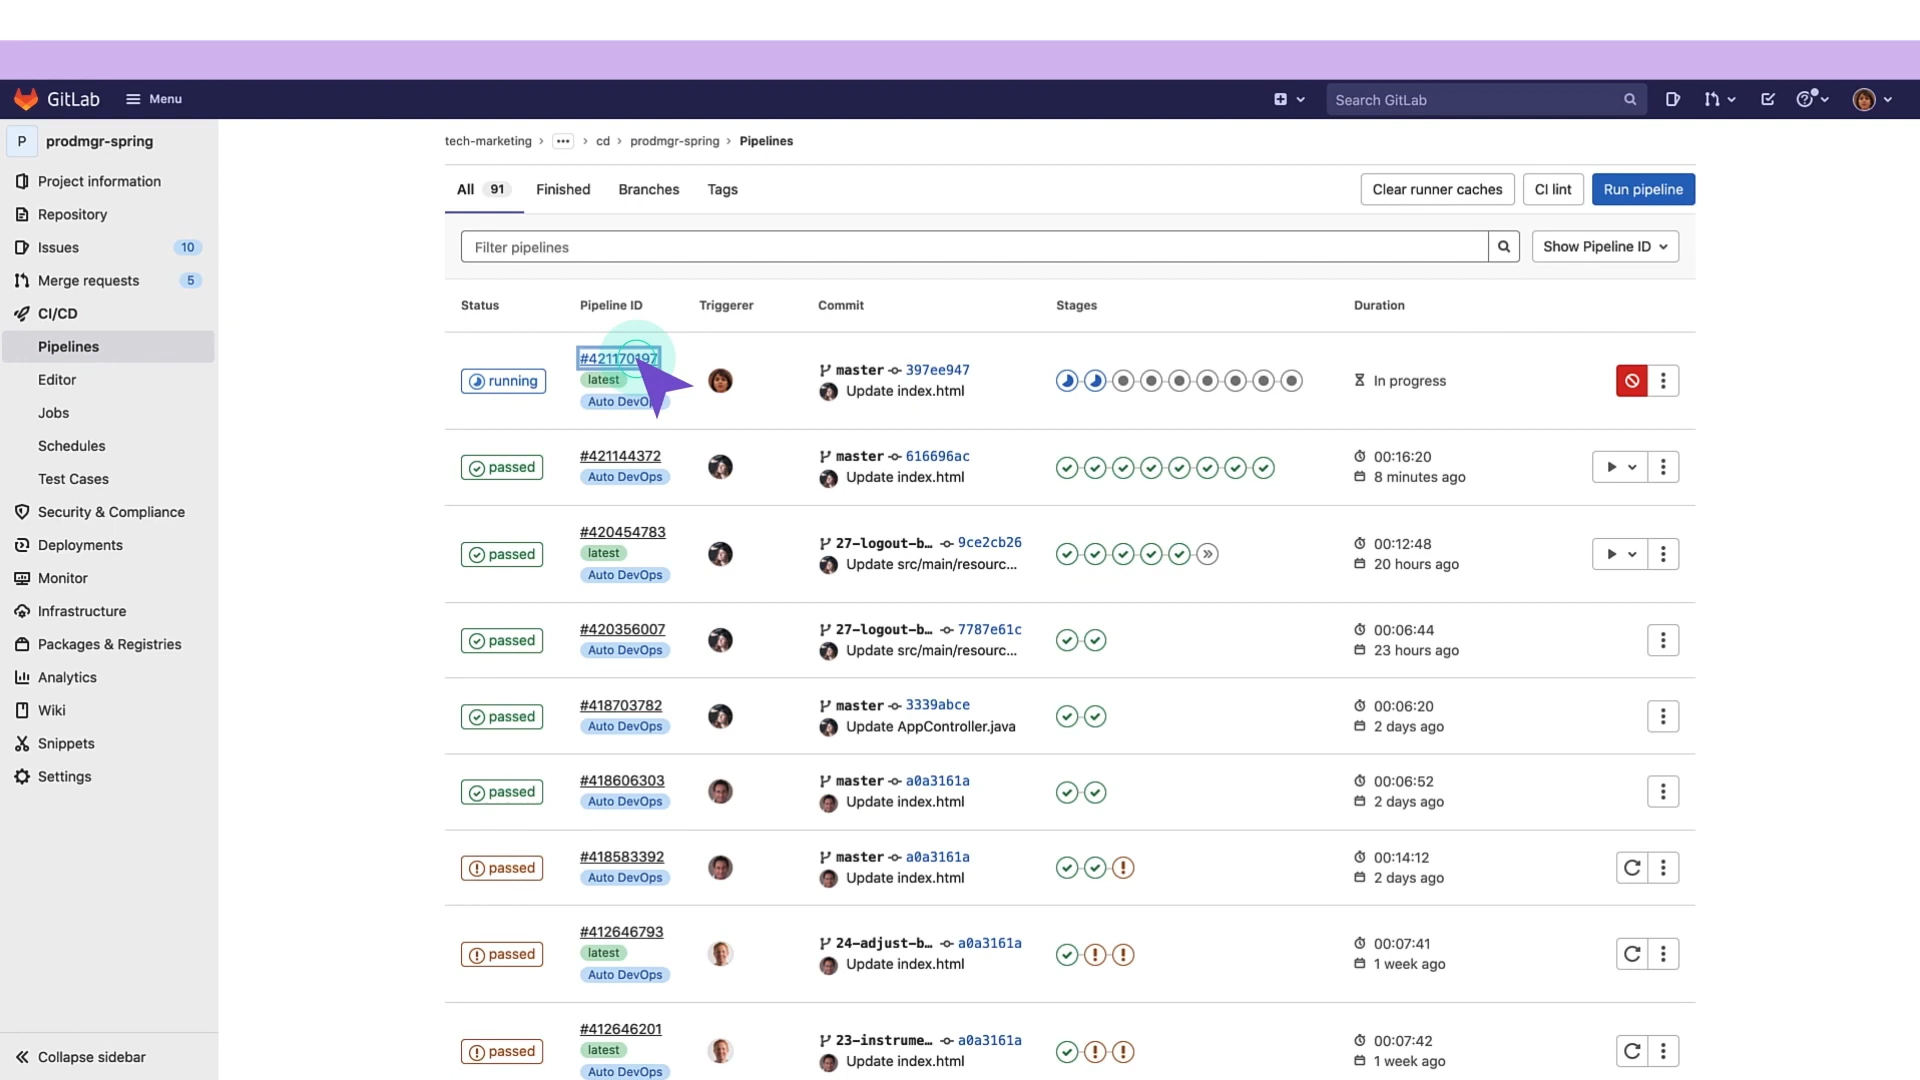 GitLab Menu Search GitLab
P prodmgr-spring
Project information
Repository
Issues 10
Merge requests 5
CI/CD
Pipelines
Editor
Jobs
Schedules
Test Cases
Security & Compliance
Deployments
Monitor
Infrastructure
Packages & Registries
Analytics
Wiki
Snippets
Settings
Collapse sidebar
tech-marketing › ••• › cd › prodmgr-spring › Pipelines
All 91 Finished Branches Tags Clear runner caches CI lint Run pipeline
Filter pipelines Show Pipeline ID
Status Pipeline ID Triggerer Commit Stages Duration
#421170197
running latest master 397ee947 In progress
Auto DevOp Update index.html
#421144372 master 616696ac 00:16:20
passed Auto DevOps Update index.html 8 minutes ago
#420454783
passed latest 27-logout-b… 9ce2cb26 00:12:48
Auto DevOps Update src/main/resourc... 20 hours ago
#420356007 27-logout-b… 7787e61c 00:06:44
passed Auto DevOps Update src/main/resourc... 23 hours ago
#418703782 master 3339abce 00:06:20
passed Auto DevOps Update AppController.java 2 days ago
#418606303 master a0a3161a 00:06:52
passed Auto DevOps Update index.html 2 days ago
#418583392 master a0a3161a 00:14:12
passed Auto DevOps Update index.html 2 days ago
#412646793
passed latest 24-adjust-b… a0a3161a 00:07:41
Auto DevOps Update index.html 1 week ago
#412646201
passed latest 23-instrume… a0a3161a 00:07:42
Auto DevOps Update index.html 1 week ago